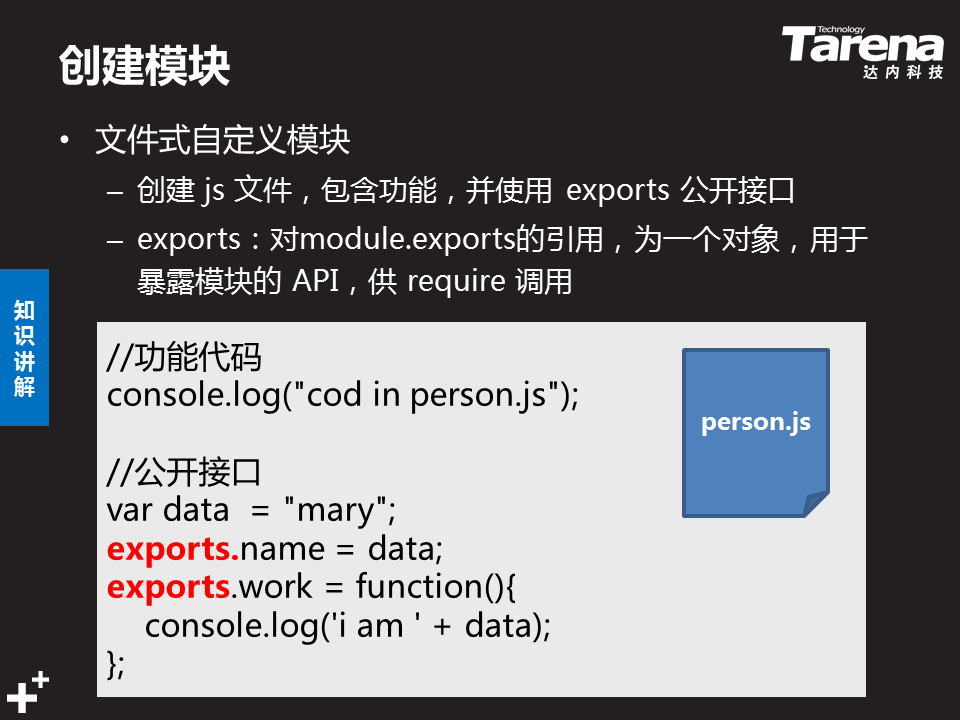 创建模块
Technology
Tarena
达内科技
• 文件式自定义模块
– 创建 js 文件，包含功能，并使用 exports 公开接口
– exports：对module.exports的引用，为一个对象，用于
暴露模块的 API，供 require 调用
知
识
讲
解
//功能代码
console.log("cod in person.js");
//公开接口
var data  = "mary";
exports.name = data;
exports.work = function(){
    console.log('i am ' + data);
};
person.js